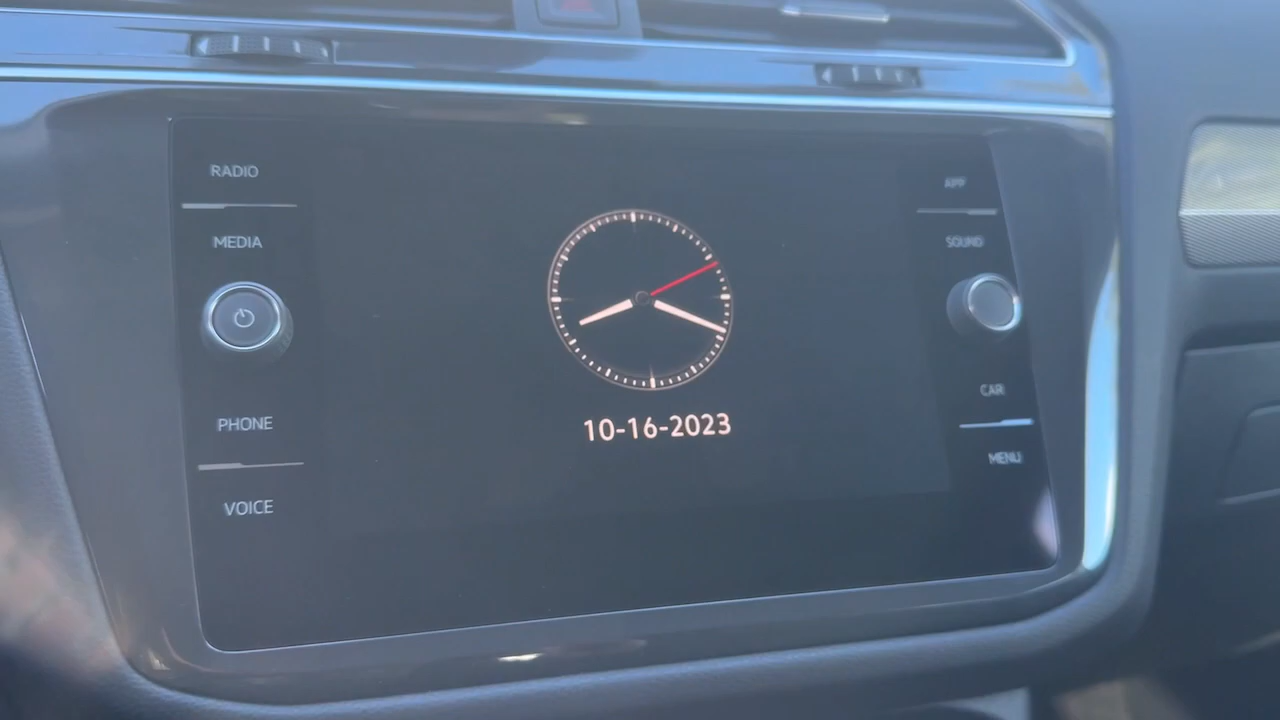 RADIO
MEDIA
PHONE
VOICE
10-16-2023
APP
SOUND
CAR
MENU